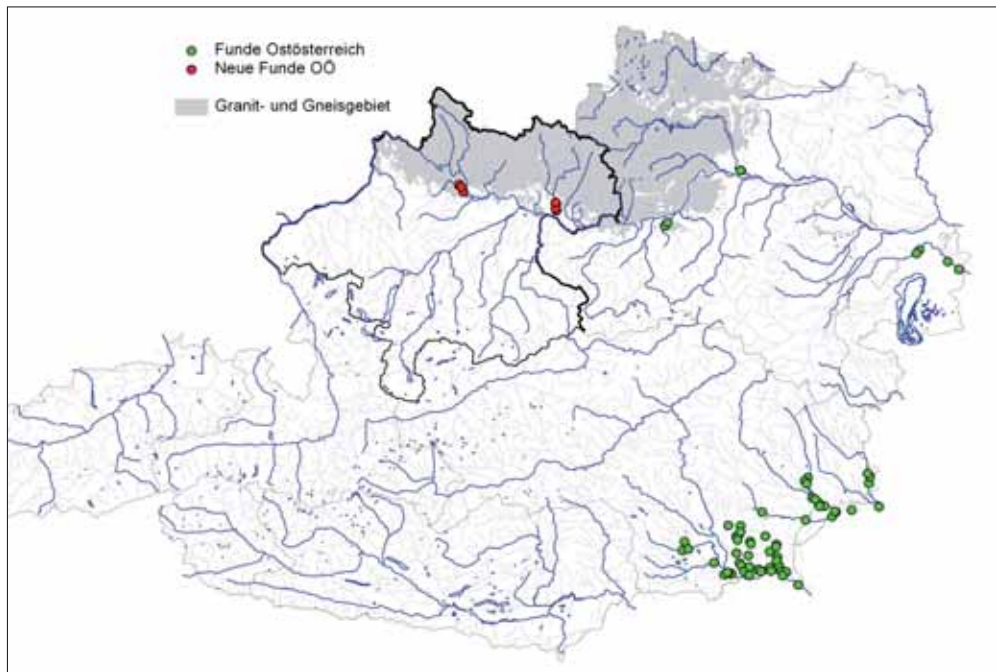 Funde Ostösterreich
Neue Funde OÖ
Granit- und Gneisgebiet